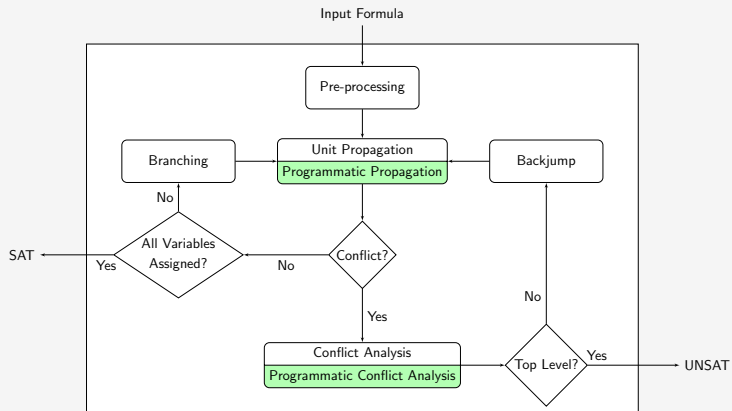 Input Formula
Pre-processing
Unit Propagation
Programmatic Propagation
Branching
Backjump
No
All Variables
Assigned?
SAT
Yes
No
Conflict?
Yes
No
Conflict Analysis
Programmatic Conflict Analysis
Top Level?
Yes
UNSAT